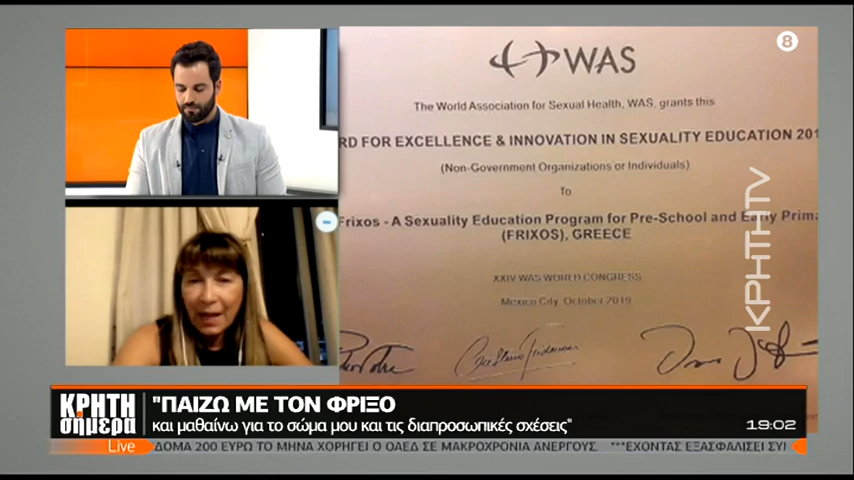 8
WAS
The World Association for Sexual Health, WAS, grants this
RD FOR EXCELLENCE & INNOVATION IN SEXUALITY EDUCATION 201
(Non-Government Organizations or Individuals)
To
Frixos - A Sexuality Education Program for Pre-School and Early Prima
(FRIXOS), GREECE
XXIV WAS WORLD CONGRESS
Mexico City, October 2019
ΚΡΗΤΗTV
ΚΡΗΤΗ
σήμερα
Live
"ΠΑΙΖΩ ΜΕ ΤΟΝ ΦΡΙΞΟ
και μαθαίνω για το σώμα μου και τις διαπροσωπικές σχέσεις"
19:02
ΔΟΜΑ 200 ΕΥΡΩ ΤΟ ΜΗΝΑ ΧΟΡΗΓΕΙ Ο ΟΑΕΔ ΣΕ ΜΑΚΡΟΧΡΟΝΙΑ ΑΝΕΡΓΟΥΣ. ***ΕΧΟΝΤΑΣ ΕΞΑΣΦΑΛΙΣΕΙ ΣΥΓ